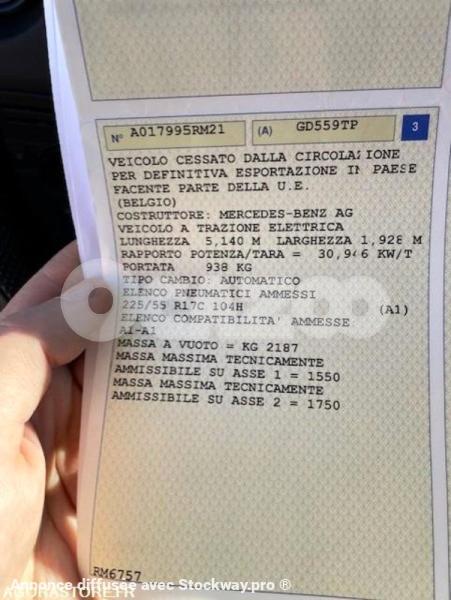 N° A017995RM21 (A) GD559TP 3
VEICOLO CESSATO DALLA CIRCOLAZIONE
PER DEFINITIVA ESPORTAZIONE IN PAESE
FACENTE PARTE DELLA U.E.
(BELGIO)
COSTRUTTORE: MERCEDES-BENZ AG
VEICOLO A TRAZIONE ELETTRICA
LUNGHEZZA 5,140 M LARGHEZZA 1,928 M
RAPPORTO POTENZA/TARA = 30,946 KW/T
PORTATA 938 KG
TIPO CAMBIO: AUTOMATICO
ELENCO PNEUMATICI AMMESSI
225/55 R17C 104H (A1)
ELENCO COMPATIBILITA' AMMESSE
A1-A1
MASSA A VUOTO = KG 2187
MASSA MASSIMA TECNICAMENTE
AMMISSIBILE SU ASSE 1 = 1550
MASSA MASSIMA TECNICAMENTE
AMMISSIBILE SU ASSE 2 = 1750
RM6757
Annonce diffusée avec Stockway.pro ®